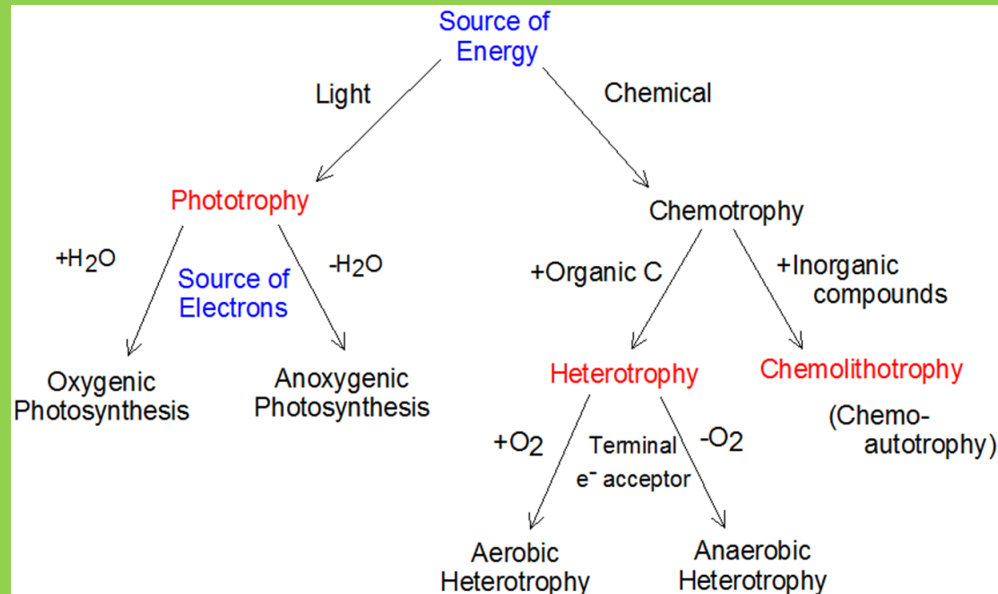 Source of
Energy
Light
Chemical
Phototrophy
Chemotrophy
+H2O
Source of
Electrons
-H2O
+Organic C
+Inorganic
compounds
Oxygenic
Photosynthesis
Anoxygenic
Photosynthesis
Heterotrophy
Chemolithotrophy
(Chemo-
autotrophy)
+O2
Terminal
e- acceptor
-O2
Aerobic
Heterotrophy
Anaerobic
Heterotrophy